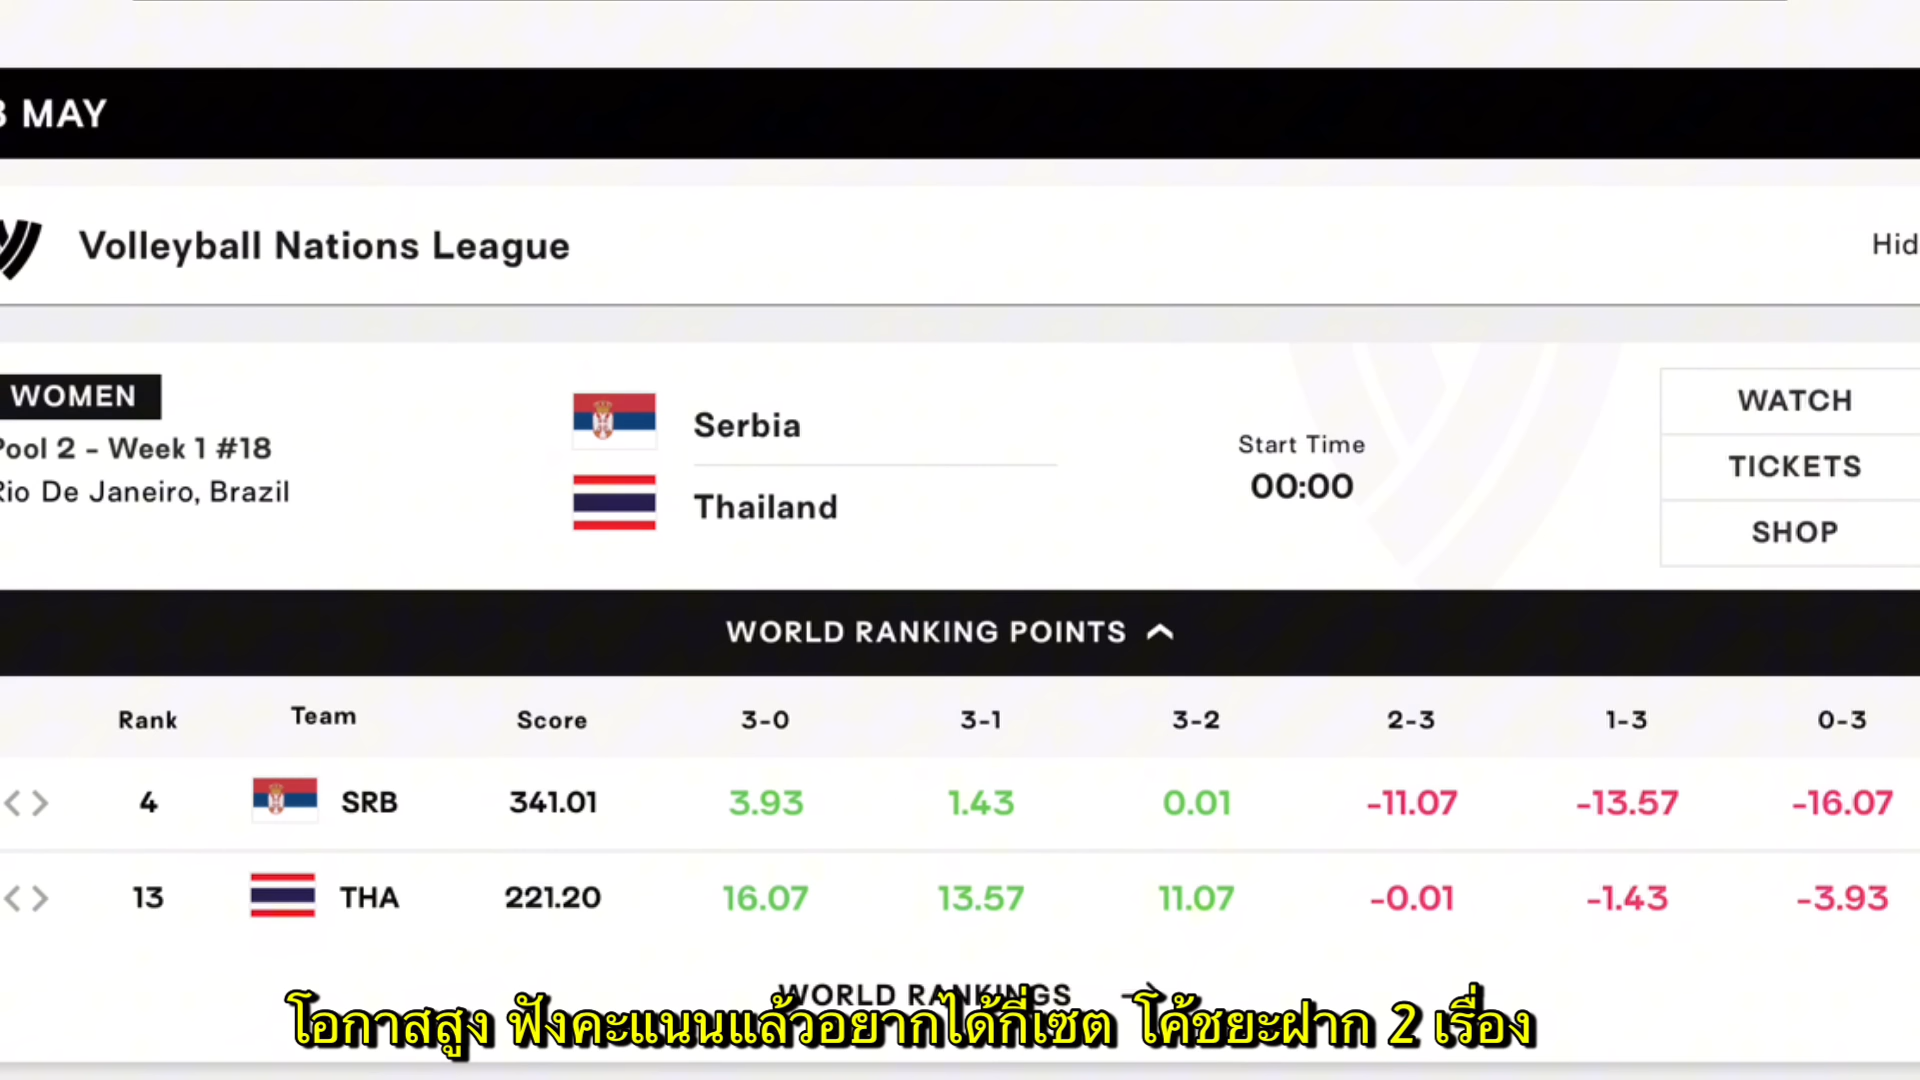 MAY
Volleyball Nations League
Hid
WOMEN
Pool 2 - Week 1 #18
Rio De Janeiro, Brazil
Serbia
Thailand
Start Time
00:00
WATCH
TICKETS
SHOP
WORLD RANKING POINTS
Rank Team Score 3-0 3-1 3-2 2-3 1-3 0-3
4 SRB 341.01 3.93 1.43 0.01 -11.07 -13.57 -16.07
13 THA 221.20 16.07 13.57 11.07 -0.01 -1.43 -3.93
WORLD RANKINGS
โอกาสสูง ฟังคะแนนแล้วอยากได้กี่เซต โค้ชยะฝาก 2 เรื่อง